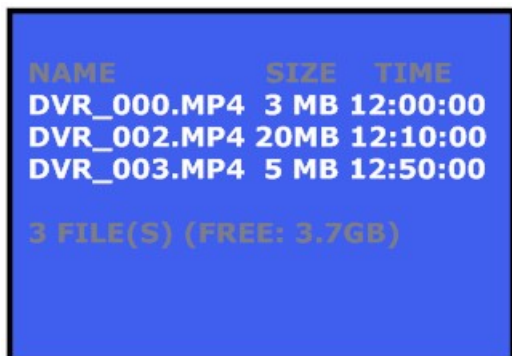 NAME SIZE TIME
DVR_000.MP4 3 MB 12:00:00
DVR_002.MP4 20MB 12:10:00
DVR_003.MP4 5 MB 12:50:00
3 FILE(S) (FREE: 3.7GB)